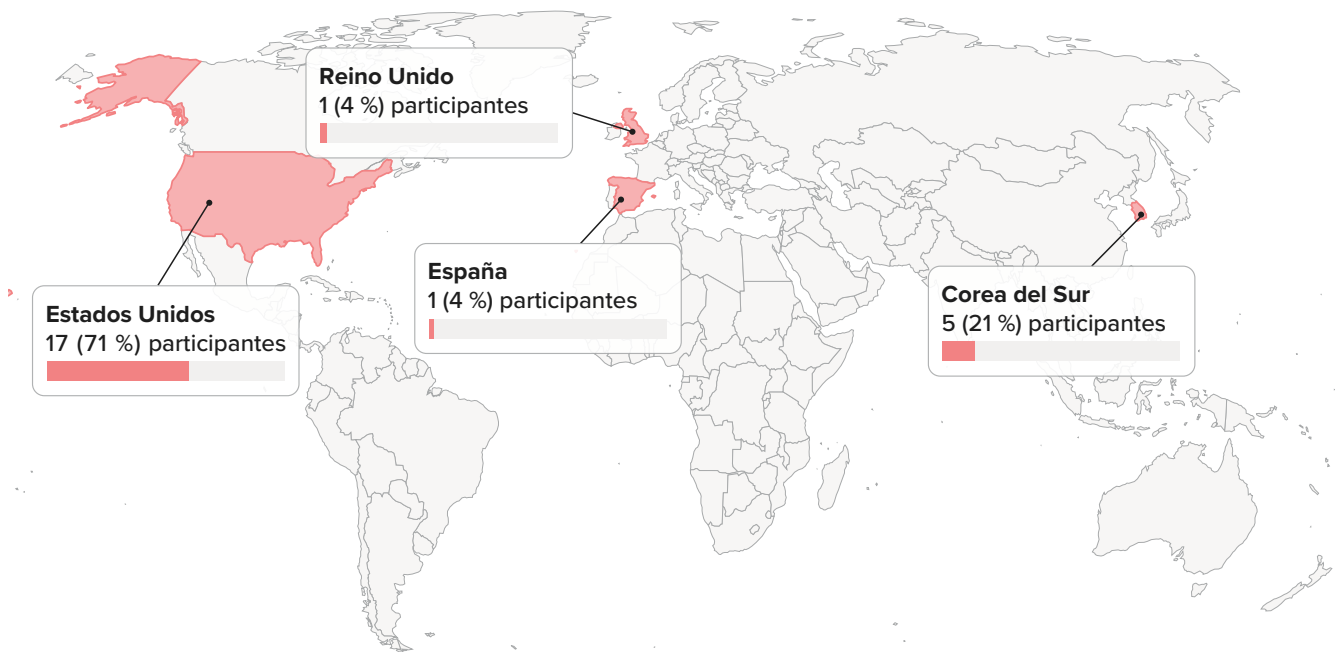 Reino Unido
1 (4 %) participantes
España
1 (4 %) participantes
Corea del Sur
5 (21 %) participantes
Estados Unidos
17 (71 %) participantes